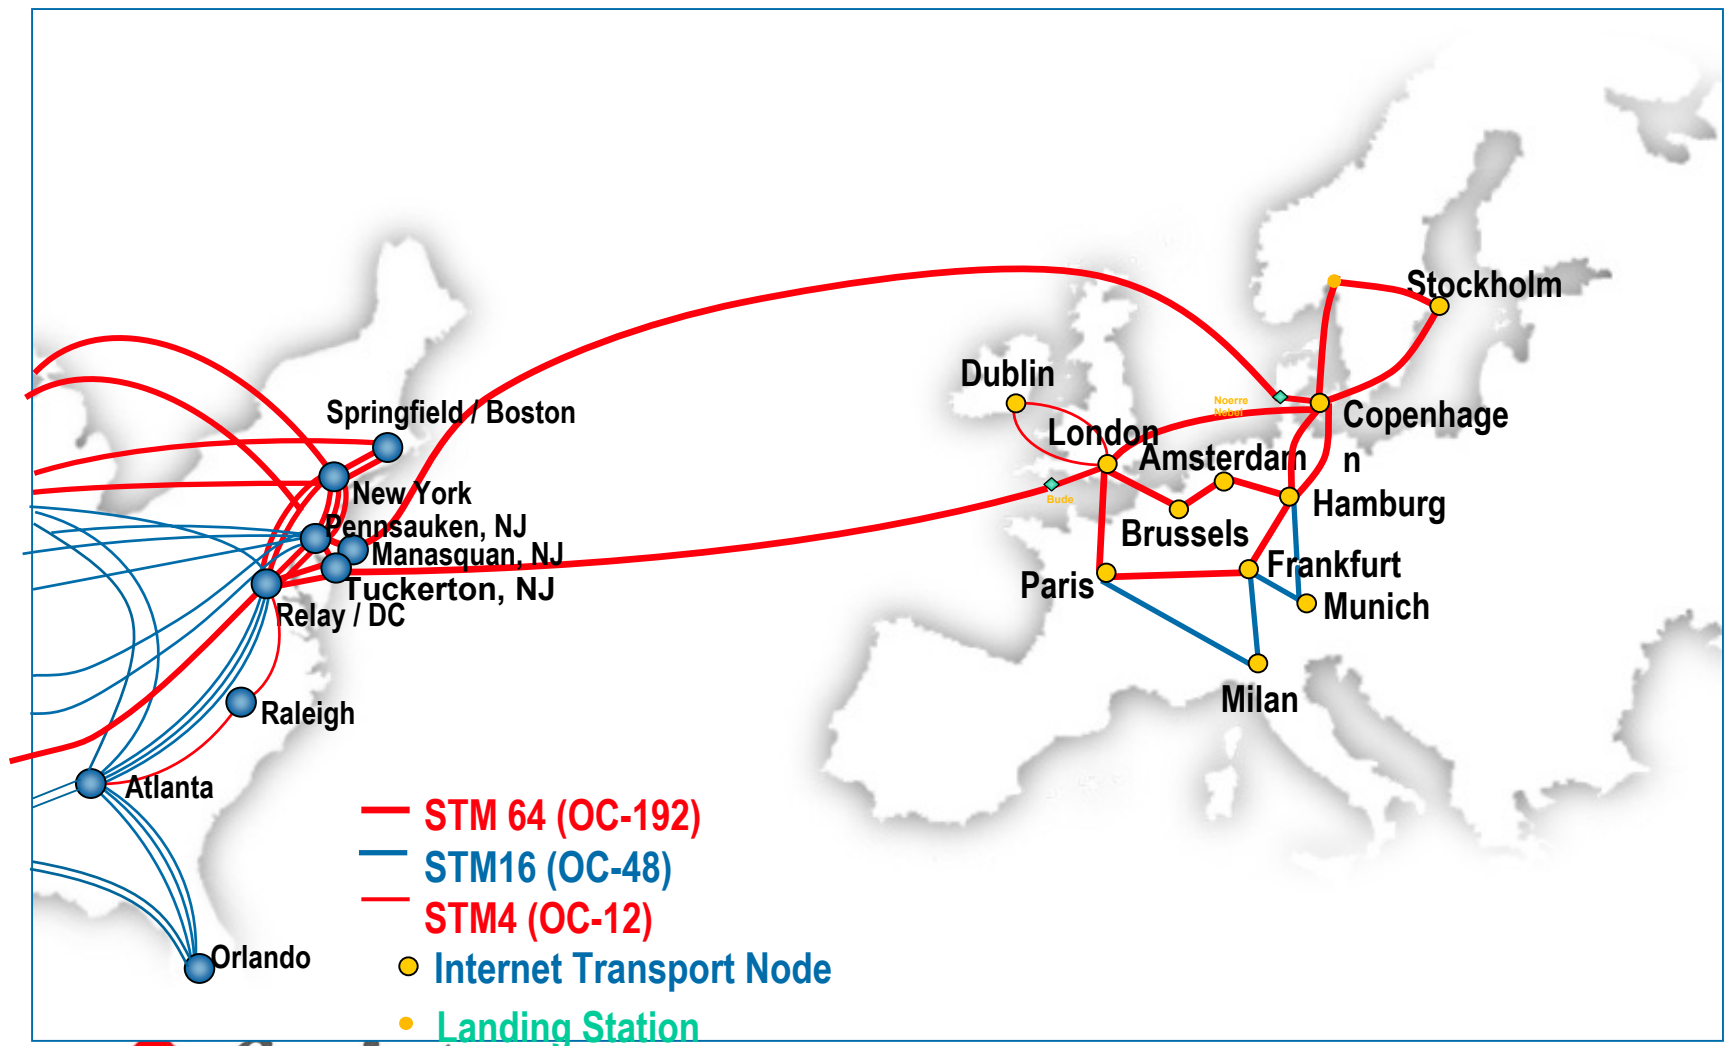 Stockholm
Dublin
Noerre
Nebel
Springfield / Boston
Copenhage
n
London
Amsterdam
New York
Bude
Hamburg
Pennsauken, NJ
Brussels
Manasquan, NJ
Frankfurt
Tuckerton, NJ
Paris
Munich
Relay / DC
Milan
Raleigh
Atlanta
STM 64 (OC-192)
STM16 (OC-48)
STM4 (OC-12)
Orlando
Internet Transport Node
Landing Station